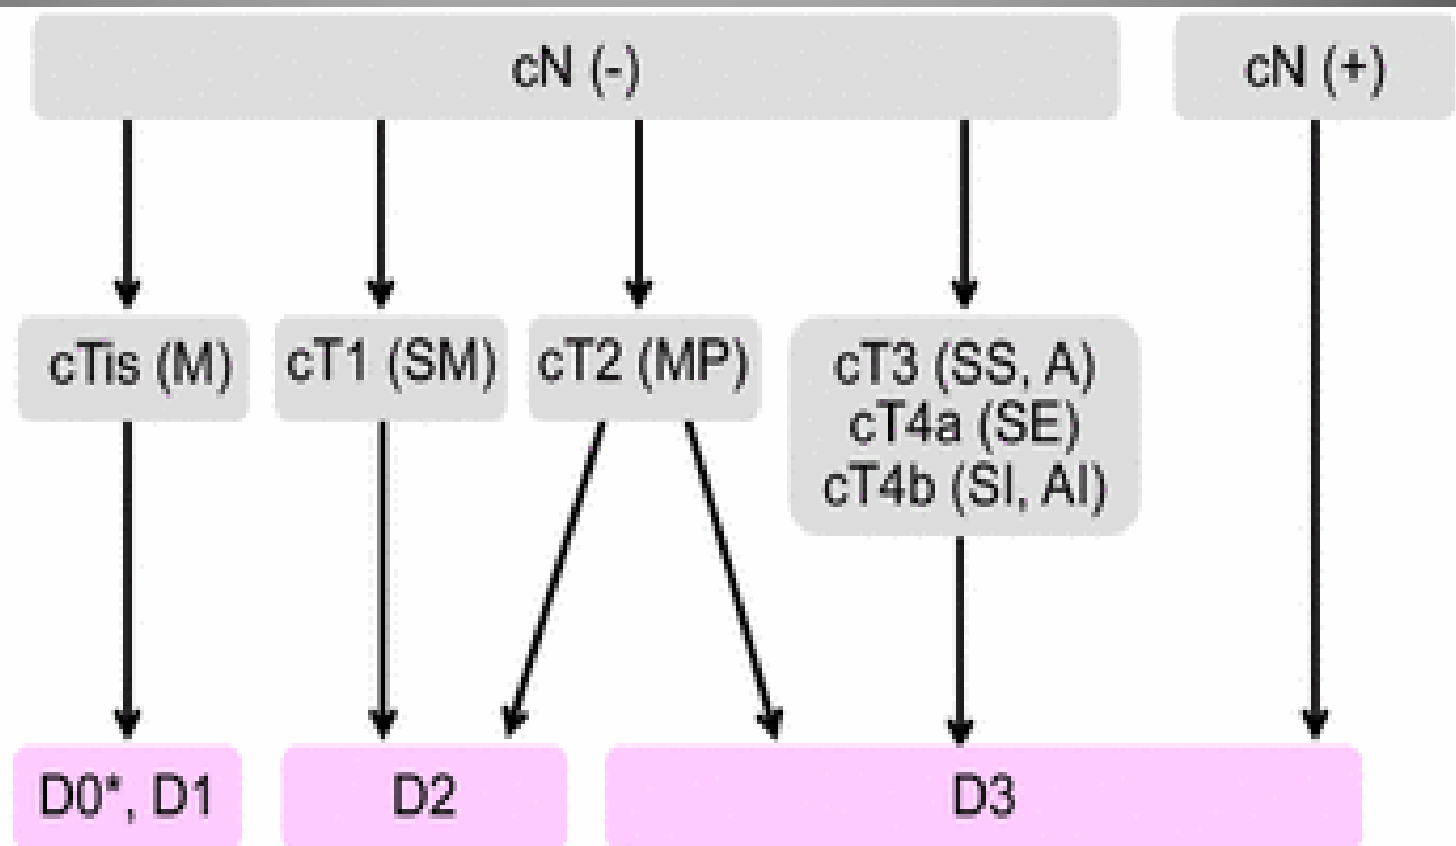 cN (-)
cN (+)
cTis (M)
cT1 (SM)
cT2 (MP)
cT3 (SS, A)
cT4a (SE)
cT4b (SI, AI)
D0*, D1
D2
D3